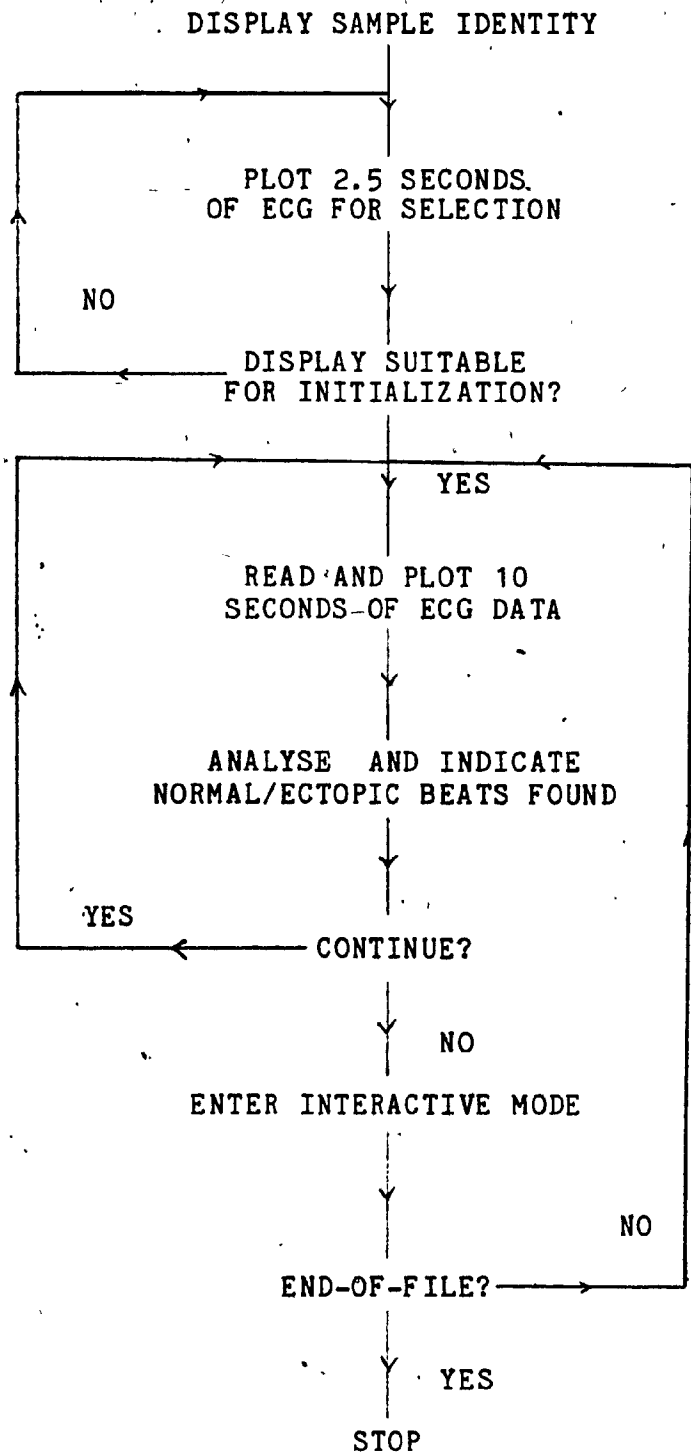 DISPLAY SAMPLE IDENTITY
PLOT 2.5 SECONDS
OF ECG FOR SELECTION
NO
DISPLAY SUITABLE
FOR INITIALIZATION?
YES
READ AND PLOT 10
SECONDS OF ECG DATA
ANALYSE AND INDICATE
NORMAL/ECTOPIC BEATS FOUND
YES
CONTINUE?
NO
ENTER INTERACTIVE MODE
NO
END-OF-FILE?
YES
STOP